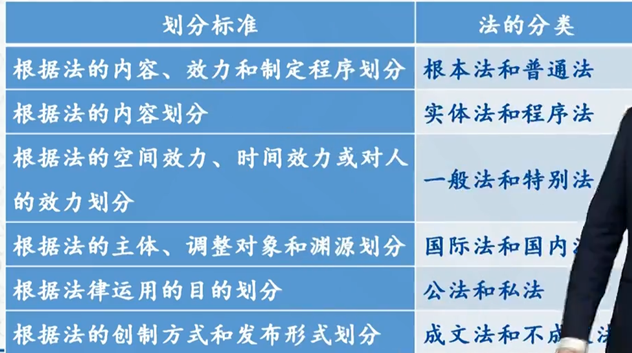 划分标准 法的分类
根据法的内容、效力和制定程序划分 根本法和普通法
根据法的内容划分 实体法和程序法
根据法的空间效力、时间效力或对人
的效力划分 一般法和特别法
根据法的主体、调整对象和渊源划分 国际法和国内
根据法律运用的目的划分 公法和私法
根据法的创制方式和发布形式划分 成文法和不成 法